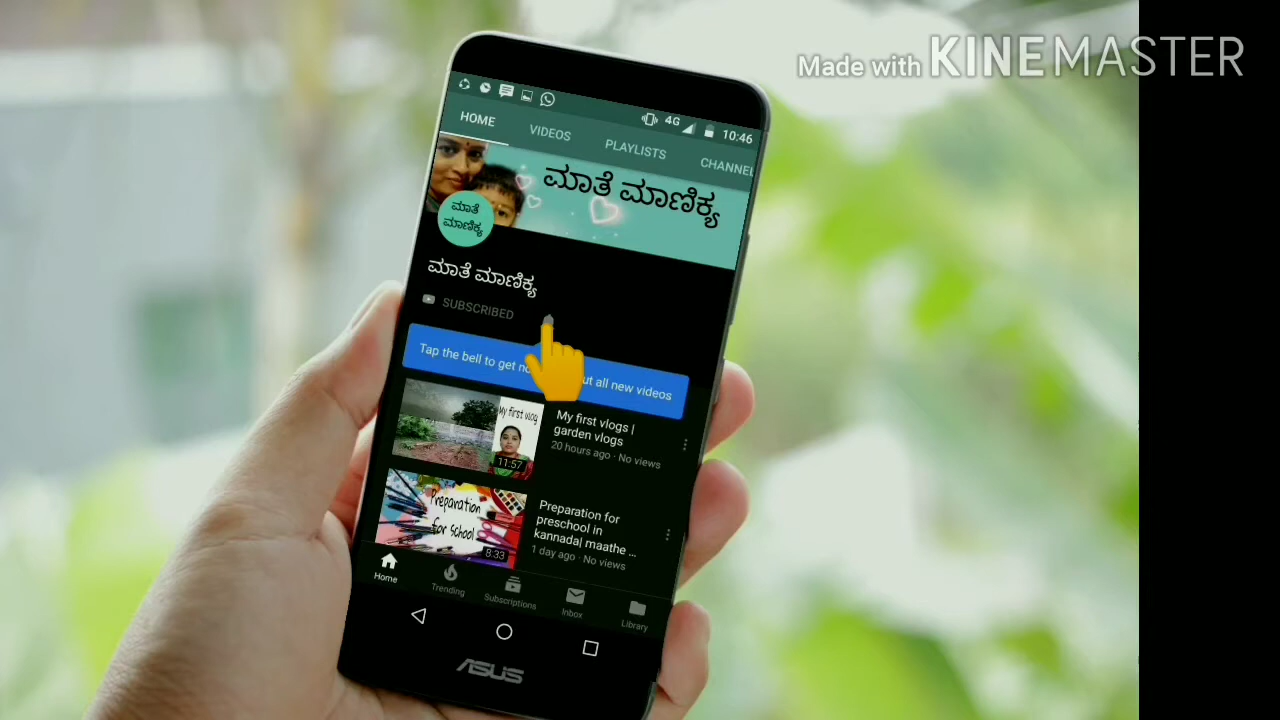 Made with KINEMASTER
4G 10:46
HOME VIDEOS PLAYLISTS CHANNEL
ಮಾತೆ ಮಾಣಿಕ್ಯ
ಮಾತೆ
ಮಾಣಿಕ್ಯ
ಮಾತೆ ಮಾಣಿಕ್ಯ
SUBSCRIBED
Tap the bell to get all new videos
My first vlog
11:57
My first vlogs |
garden vlogs
20 hours ago · No views
Preparation
for school
8:33
Preparation for
preschool in
kannada| maathe ...
1 day ago · No views
Home Trending Subscriptions Inbox Library
ASUS